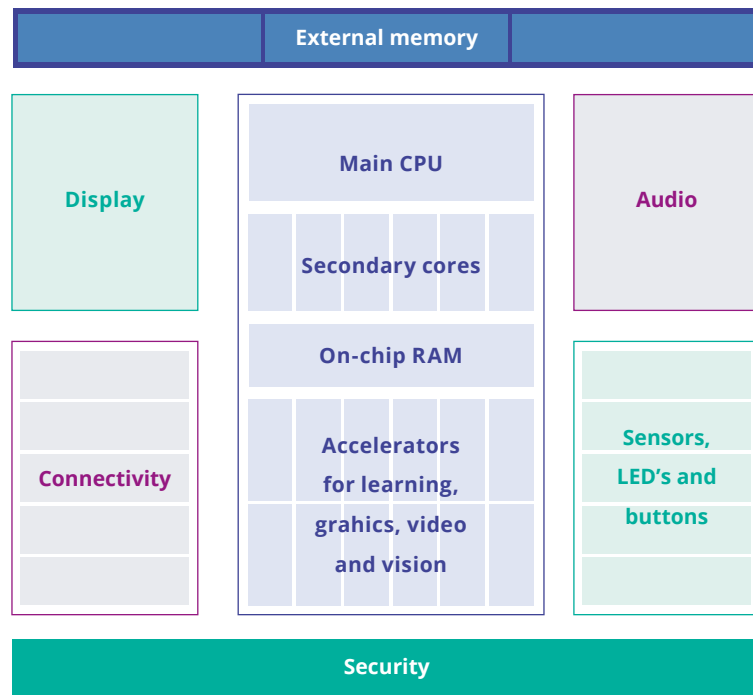 External memory
Display
Main CPU
Audio
Secondary cores
On-chip RAM
Connectivity
Accelerators
for learning,
grahics, video
and vision
Sensors,
LED’s and
buttons
Security